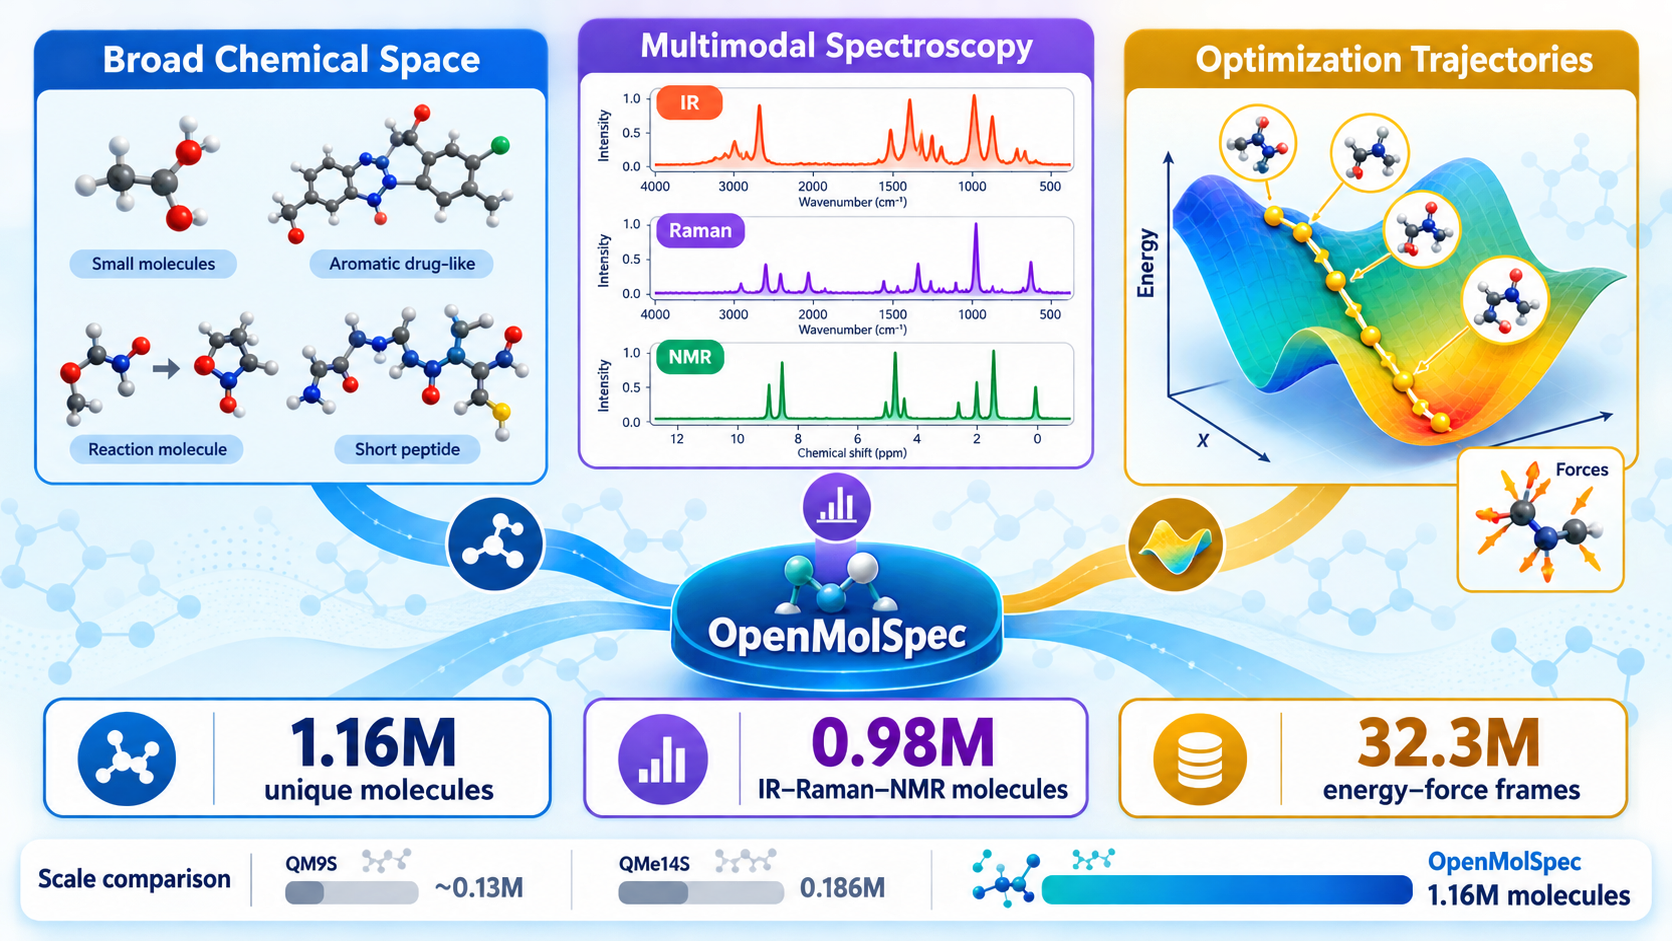 Broad Chemical Space
Small molecules
Aromatic drug-like
Reaction molecule
Short peptide
Multimodal Spectroscopy
IR
Intensity
1.0
0.5
0.0
4000 3000 2000 1500 1000 500
Wavenumber (cm⁻¹)
Raman
Intensity
1.0
0.5
0.0
4000 3000 2000 1500 1000 500
Wavenumber (cm⁻¹)
NMR
Intensity
1.0
0.5
0.0
12 10 8 6 4 2 0
Chemical shift (ppm)
Optimization Trajectories
Energy
X
Forces
OpenMolSpec
1.16M
unique molecules
0.98M
IR–Raman–NMR molecules
32.3M
energy–force frames
Scale comparison
QM9S
~0.13M
QMe14S
0.186M
OpenMolSpec
1.16M molecules